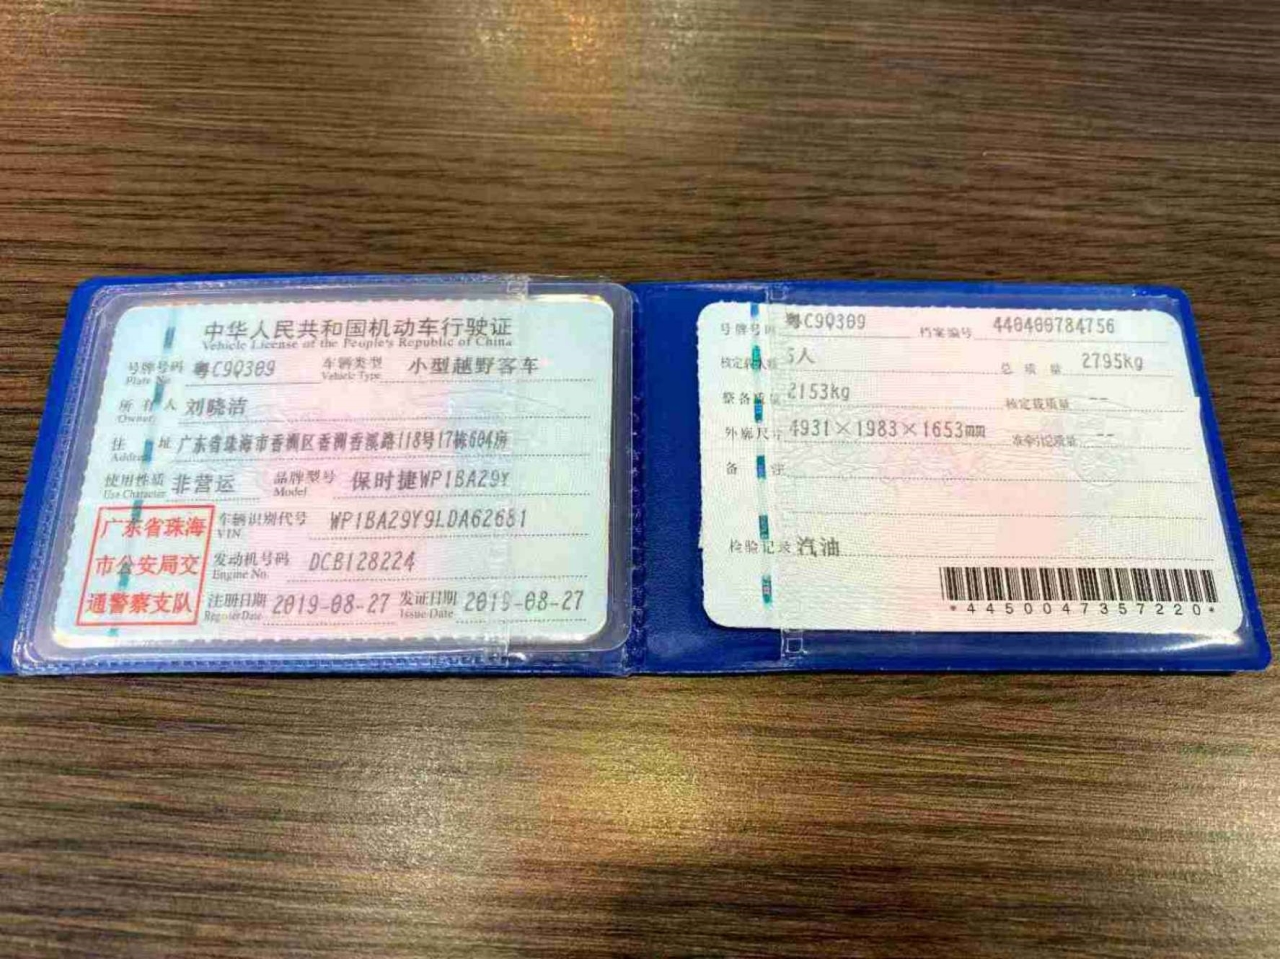 中华人民共和国机动车行驶证
Vehicle License of the People's Republic of China
号牌号码 粤C9Q309 车辆类型 小型越野客车
Plate No. Vehicle Type
所有人 刘晓洁
Owner
住址 广东省珠海市香洲区香洲香溪路118号17栋604房
Address
使用性质 非营运 品牌型号 保时捷WP1BA29Y
Use Character Model
广东省珠海
市公安局交
通警察支队
车辆识别代号 WP1BA29Y9LDA62681
VIN
发动机号码 DCB128224
Engine No.
注册日期 2019-08-27 发证日期 2019-08-27
Register Date Issue Date
号牌号码 粤C9Q309 档案编号 440400784756
核定载人数 5人 总质量 2795kg
整备质量 2153kg 核定载质量 --
外廓尺寸 4931×1983×1653mm 准牵引总质量 --
备注
检验记录 汽油
*4450047357220*